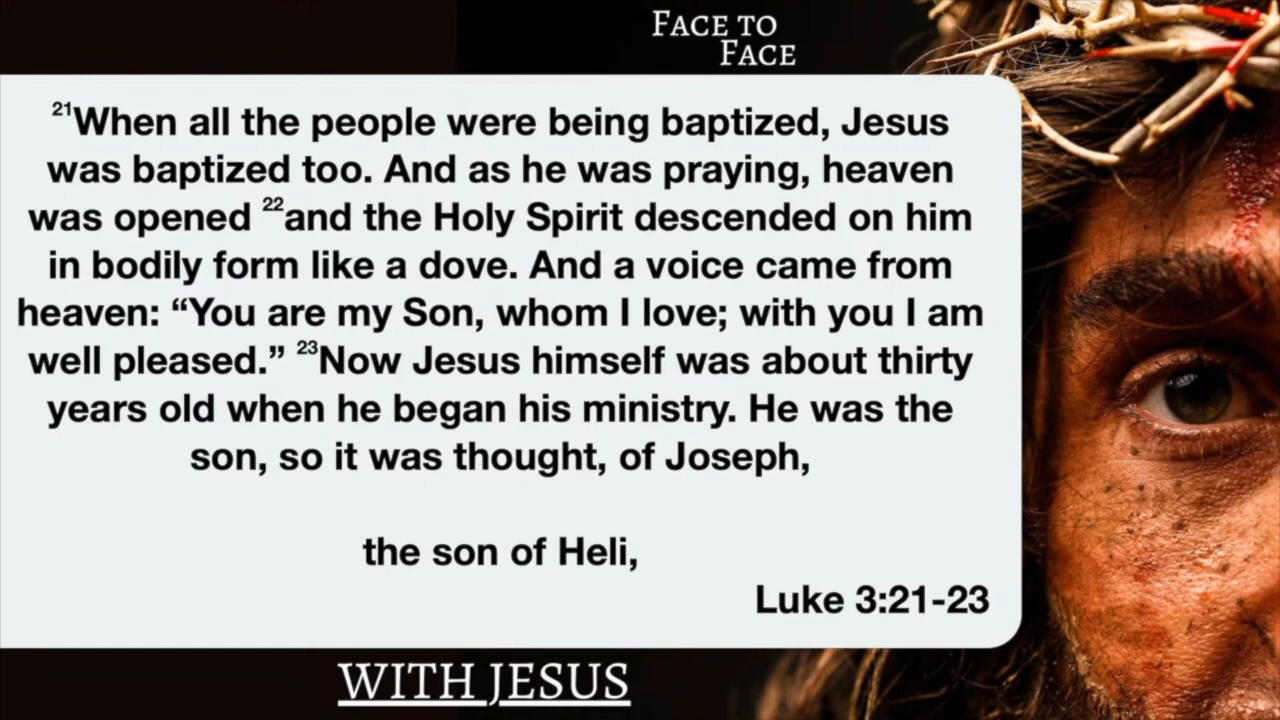 FACE TO
FACE
21When all the people were being baptized, Jesus
was baptized too. And as he was praying, heaven
was opened 22and the Holy Spirit descended on him
in bodily form like a dove. And a voice came from
heaven: “You are my Son, whom I love; with you I am
well pleased.” 23Now Jesus himself was about thirty
years old when he began his ministry. He was the
son, so it was thought, of Joseph,
the son of Heli,
Luke 3:21-23
WITH JESUS